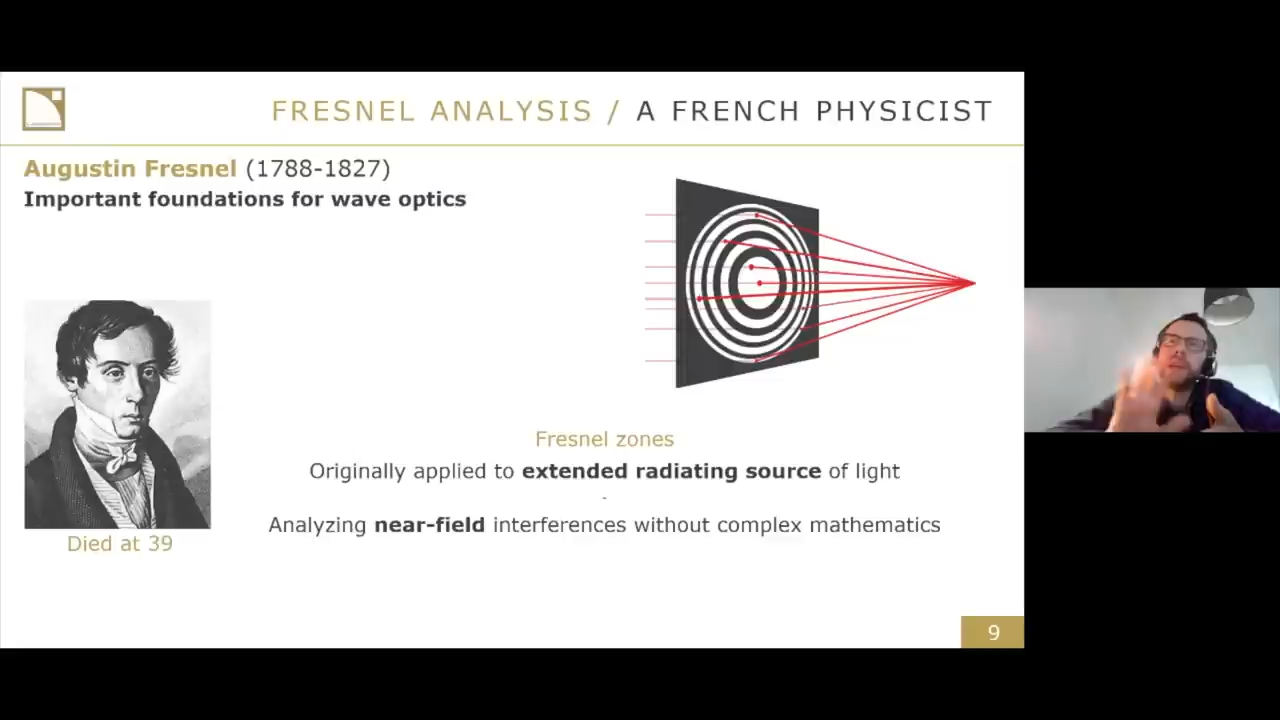 FRESNEL ANALYSIS / A FRENCH PHYSICIST
Augustin Fresnel (1788-1827)
Important foundations for wave optics
Died at 39
Fresnel zones
Originally applied to extended radiating source of light
-
Analyzing near-field interferences without complex mathematics
9